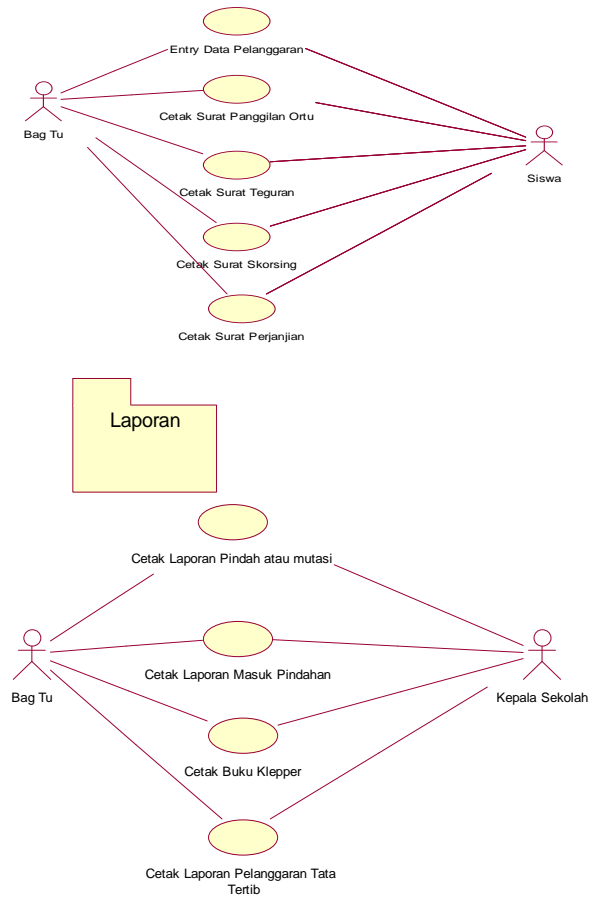 Entry Data Pelanggaran
Cetak Surat Panggilan Ortu
Bag Tu
Siswa
Cetak Surat Teguran
Cetak Surat Skorsing
Cetak Surat Perjanjian
Laporan
Cetak Laporan Pindah atau mutasi
Cetak Laporan Masuk Pindahan
Bag Tu
Kepala Sekolah
Cetak Buku Klepper
Cetak Laporan Pelanggaran Tata
Tertib